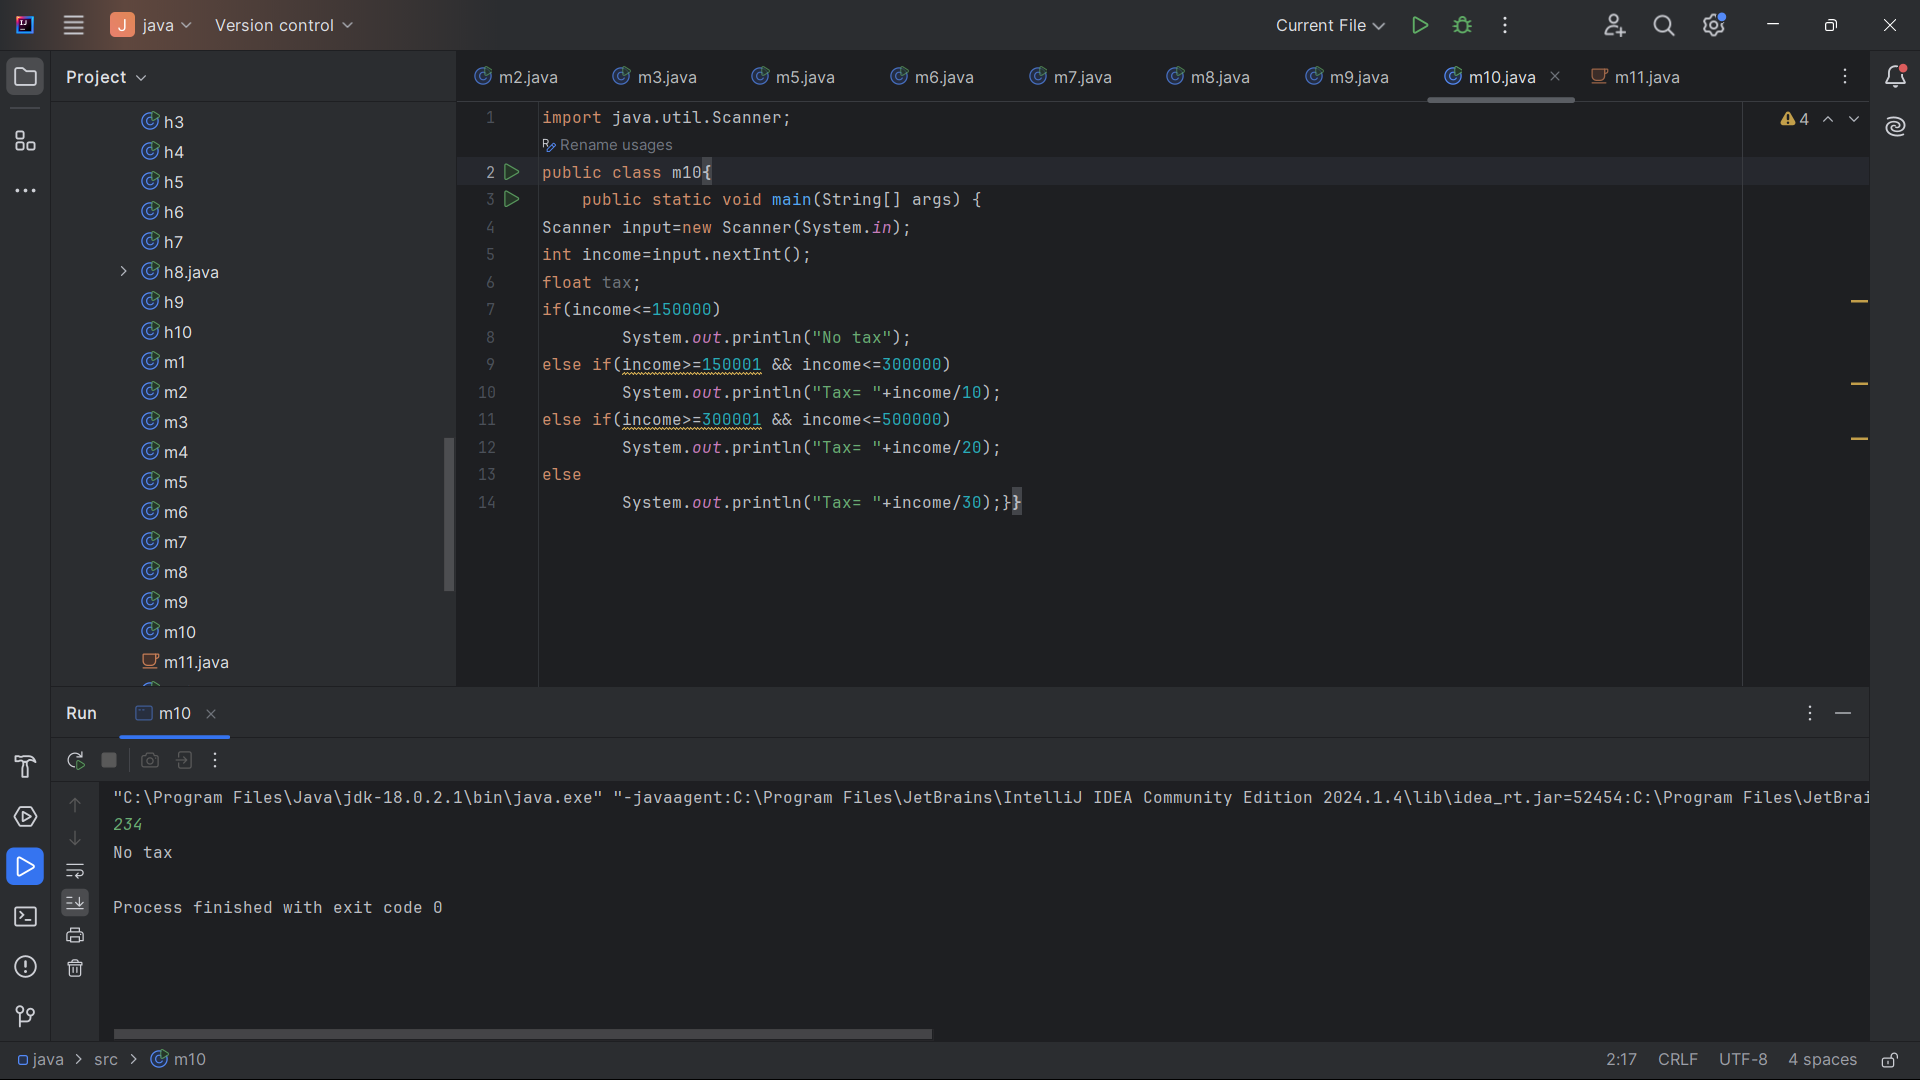 J java Version control Current File
Project
m2.java m3.java m5.java m6.java m7.java m8.java m9.java m10.java m11.java
h3
h4
h5
h6
h7
h8.java
h9
h10
m1
m2
m3
m4
m5
m6
m7
m8
m9
m10
m11.java
4
1 import java.util.Scanner;
Rename usages
2 public class m10{
3 public static void main(String[] args) {
4 Scanner input=new Scanner(System.in);
5 int income=input.nextInt();
6 float tax;
7 if(income<=150000)
8 System.out.println("No tax");
9 else if(income>=150001 && income<=300000)
10 System.out.println("Tax= "+income/10);
11 else if(income>=300001 && income<=500000)
12 System.out.println("Tax= "+income/20);
13 else
14 System.out.println("Tax= "+income/30);}}
Run m10
"C:\Program Files\Java\jdk-18.0.2.1\bin\java.exe" "-javaagent:C:\Program Files\JetBrains\IntelliJ IDEA Community Edition 2024.1.4\lib\idea_rt.jar=52454:C:\Program Files\JetBrai
234
No tax
Process finished with exit code 0
java > src > m10 2:17 CRLF UTF-8 4 spaces